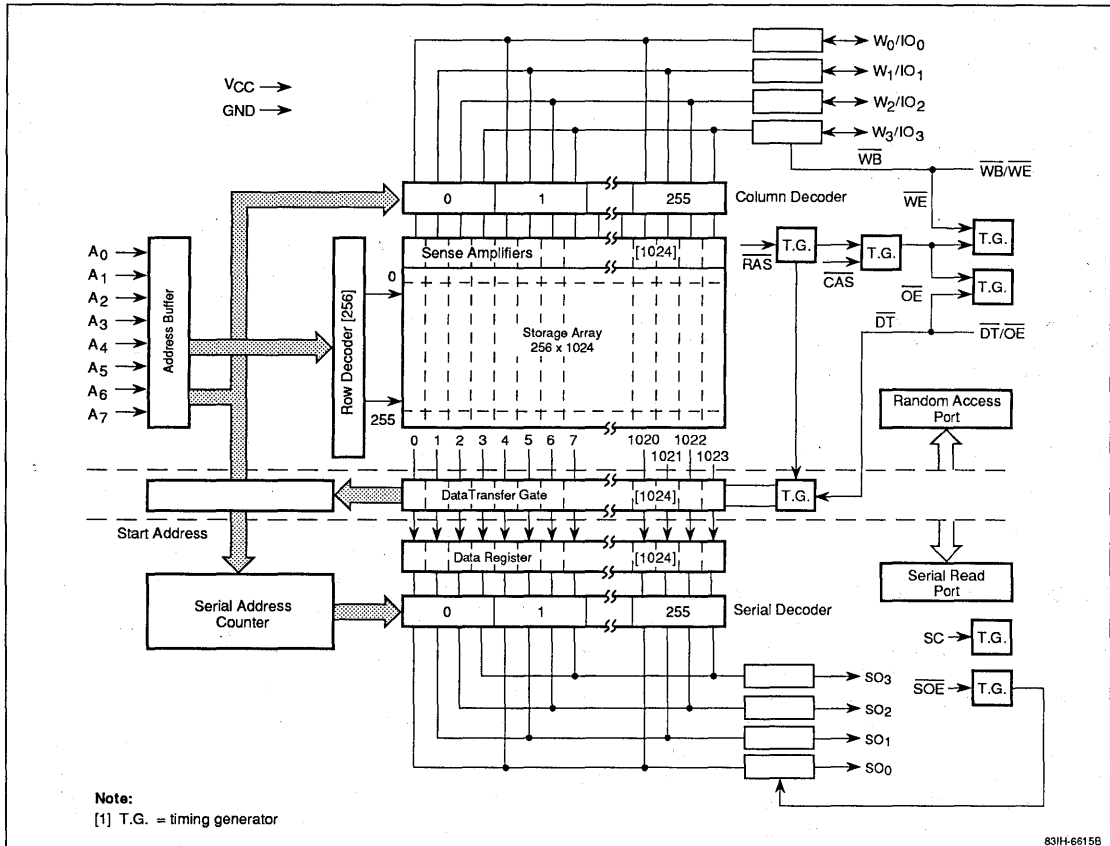 W0/IO0
VCC
W1/IO1
GND
W2/IO2
W3/IO3
WB
WB/WE
0 1 255
Column Decoder
WE
A0
A1
A2
A3
A4
A5
A6
A7
Address Buffer
Row Decoder [256]
0
255
Sense Amplifiers [1024]
Storage Array
256 x 1024
RAS
T.G.
CAS
T.G.
T.G.
OE
T.G.
DT
DT/OE
Random Access
Port
0 1 2 3 4 5 6 7 1020 1022
1021 1023
DataTransfer Gate [1024]
T.G.
Start Address
Data Register [1024]
Serial Read
Port
Serial Address
Counter
0 1 255
Serial Decoder
SC
T.G.
SO3
SOE
T.G.
SO2
SO1
SO0
Note:
[1] T.G. = timing generator
83IH-6615B